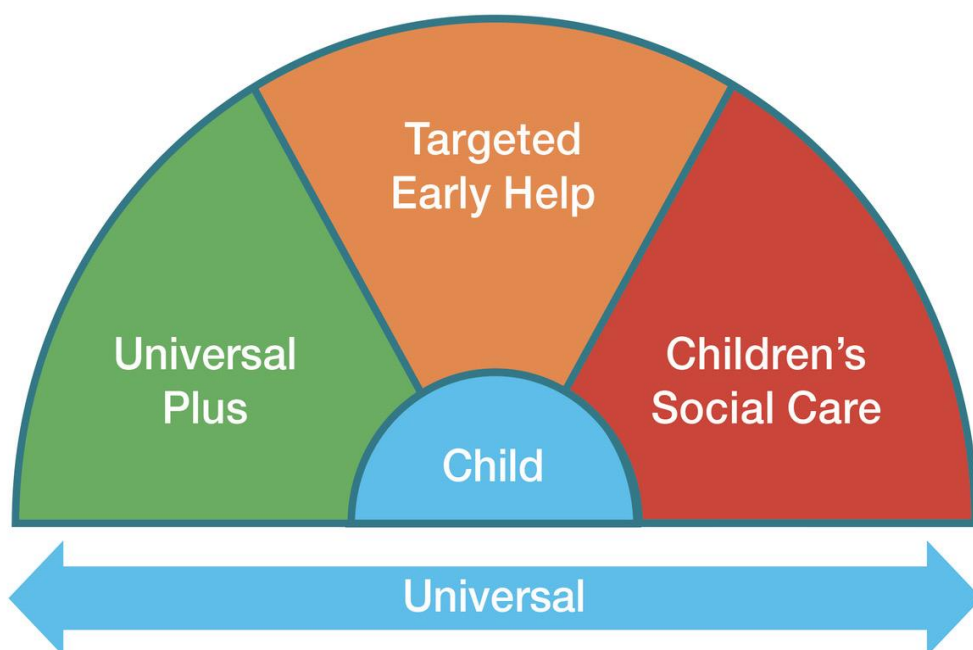 Targeted
Early Help
Universal
Plus
Children’s
Social Care
Child
Universal